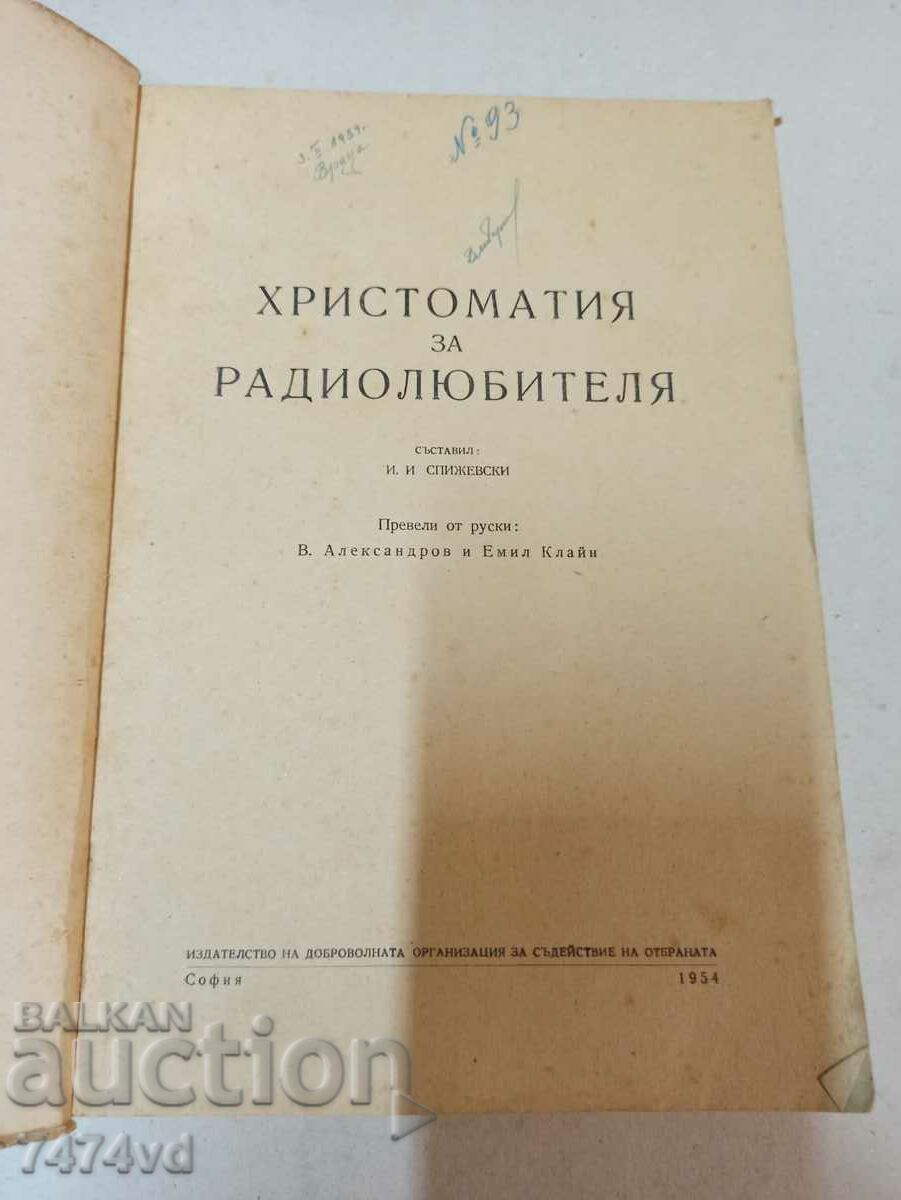 № 93
Враца
ХРИСТОМАТИЯ
ЗА
РАДИОЛЮБИТЕЛЯ
СЪСТАВИЛ:
И. И СПИЖЕВСКИ
Превели от руски:
В. Александров и Емил Клайн
ИЗДАТЕЛСТВО НА ДОБРОВОЛНАТА ОРГАНИЗАЦИЯ ЗА СЪДЕЙСТВИЕ НА ОТБРАНАТА
София 1954
BALKAN
auction
7474vd